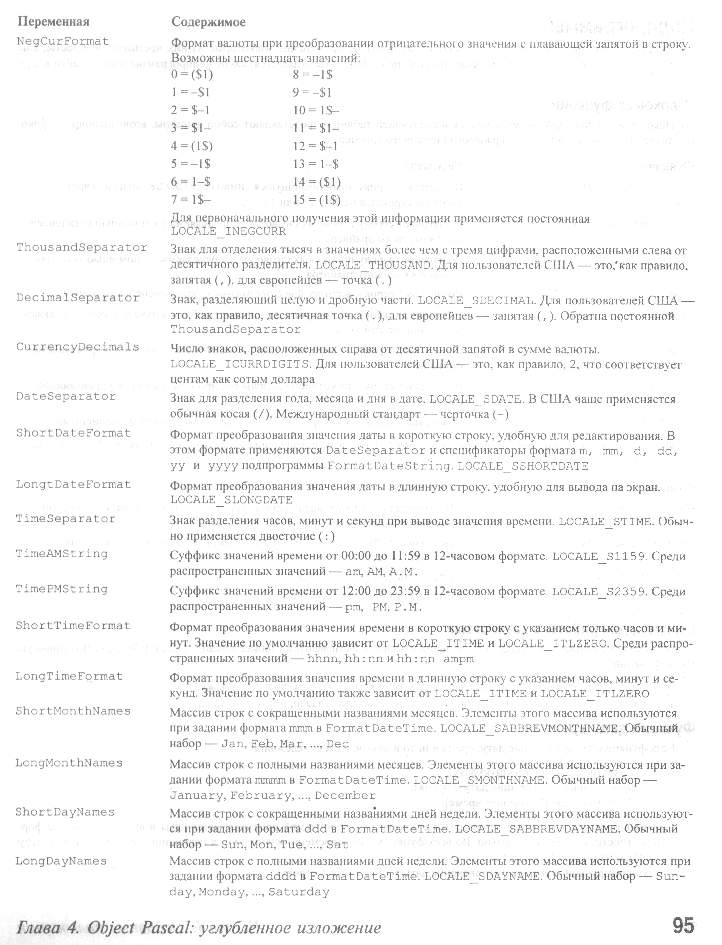 Переменная Содержимое
NegCurFormat Формат валюты при преобразовании отрицательного значения с плавающей запятой в строку.
Возможны шестнадцать значений:
0 = ($1) 8 = –1$
1 = –$1 9 = –$1
2 = $–1 10 = 1$–
3 = $1– 11 = $1–
4 = (1$) 12 = $–1
5 = –1$ 13 = 1–$
6 = 1–$ 14 = ($1)
7 = 1$– 15 = (1$)
Для первоначального получения этой информации применяется постоянная
LOCALE_INEGCURR
ThousandSeparator Знак для отделения тысяч в значениях более чем с тремя цифрами, расположенными слева от
десятичного разделителя. LOCALE_THOUSAND. Для пользователей США — это, как правило,
запятая (,), для европейцев — точка (.)
DecimalSeparator Знак, разделяющий целую и дробную части. LOCALE_SDECIMAL. Для пользователей США —
это, как правило, десятичная точка (.), для европейцев — запятая (,). Обратна постоянной
ThousandSeparator
CurrencyDecimals Число знаков, расположенных справа от десятичной запятой в сумме валюты.
LOCALE_ICURRDIGITS. Для пользователей США — это, как правило, 2, что соответствует
центам как сотым доллара
DateSeparator Знак для разделения года, месяца и дня в дате. LOCALE_SDATE. В США чаще применяется
обычная косая (/). Международный стандарт — черточка (-)
ShortDateFormat Формат преобразования значения даты в короткую строку, удобную для редактирования. В
этом формате применяются DateSeparator и спецификаторы формата m, mm, d, dd,
yy и yyyy подпрограммы FormatDateString. LOCALE_SSHORTDATE
LongtDateFormat Формат преобразования значения даты в длинную строку, удобную для вывода на экран.
LOCALE_SLONGDATE
TimeSeparator Знак разделения часов, минут и секунд при выводе значения времени. LOCALE_STIME. Обыч-
но применяется двоеточие (:)
TimeAMString Суффикс значений времени от 00:00 до 11:59 в 12-часовом формате. LOCALE_S1159. Среди
распространенных значений — am, AM, A.M.
TimePMString Суффикс значений времени от 12:00 до 23:59 в 12-часовом формате. LOCALE_S2359. Среди
распространенных значений — pm, PM, P.M.
ShortTimeFormat Формат преобразования значения времени в короткую строку с указанием только часов и ми-
нут. Значение по умолчанию зависит от LOCALE_ITIME и LOCALE_ITLZERO. Среди распро-
страненных значений — hhnn, hh:nn и hh:nn ampm
LongTimeFormat Формат преобразования значения времени в длинную строку с указанием часов, минут и се-
кунд. Значение по умолчанию также зависит от LOCALE_ITIME и LOCALE_ITLZERO
ShortMonthNames Массив строк с сокращенными названиями месяцев. Элементы этого массива используются
при задании формата mmm в FormatDateTime. LOCALE_SABBREVMONTHNAME. Обычный
набор — Jan, Feb, Mar, ..., Dec
LongMonthNames Массив строк с полными названиями месяцев. Элементы этого массива используются при за-
дании формата mmmm в FormatDateTime. LOCALE_SMONTHNAME. Обычный набор —
January, February, ..., December
ShortDayNames Массив строк с сокращенными названиями дней недели. Элементы этого массива используют-
ся при задании формата ddd в FormatDateTime. LOCALE_SABBREVDAYNAME. Обычный
набор — Sun, Mon, Tue, ..., Sat
LongDayNames Массив строк с полными названиями дней недели. Элементы этого массива используются при
задании формата dddd в FormatDateTime. LOCALE_SDAYNAME. Обычный набор — Sun-
day, Monday, ..., Saturday
Глава 4. Object Pascal: углубленное изложение 95